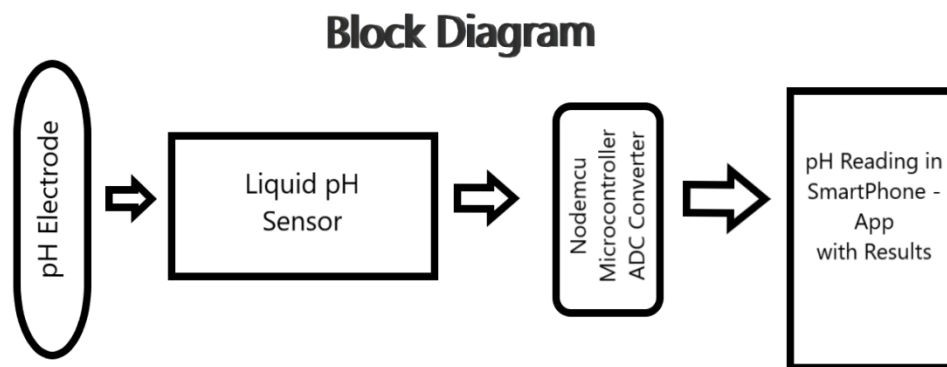 Block Diagram
pH Electrode
Liquid pH
Sensor
Nodemcu
Microcontroller
ADC Converter
pH Reading in
SmartPhone -
App
with Results